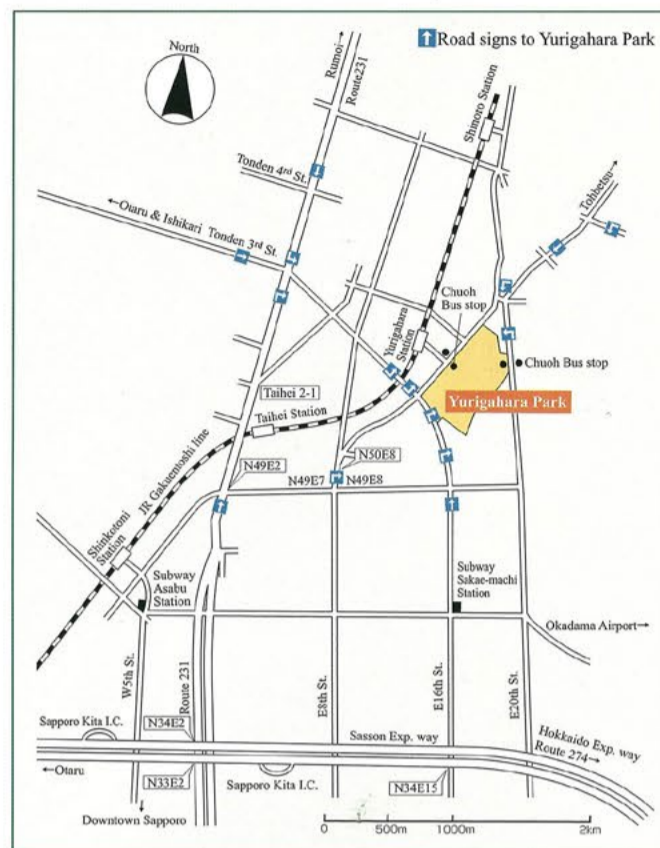 North
Road signs to Yurigahara Park
Rumoi
Route231
Shinoro Station
Tonden 4rd St.
Tohbetsu
←Otaru & Ishikari Tonden 3rd St.
Chuoh
Bus stop
Yurigahara
Station
Chuoh Bus stop
Taihei 2-1
Yurigahara Park
Taihei Station
JR Gakuentoshi line
N50E8
N49E2
N49E7
N49E8
Shinkotoni
Station
Subway
Asabu
Station
Subway
Sakae-machi
Station
Okadama Airport→
W5th St.
Route 231
E8th St.
E16th St.
E20th St.
Sapporo Kita I.C.
N34E2
Sasson Exp. way
Hokkaido Exp. way
Route 274→
←Otaru
N33E2
Sapporo Kita I.C.
N34E15
Downtown Sapporo
0 500m 1000m 2km